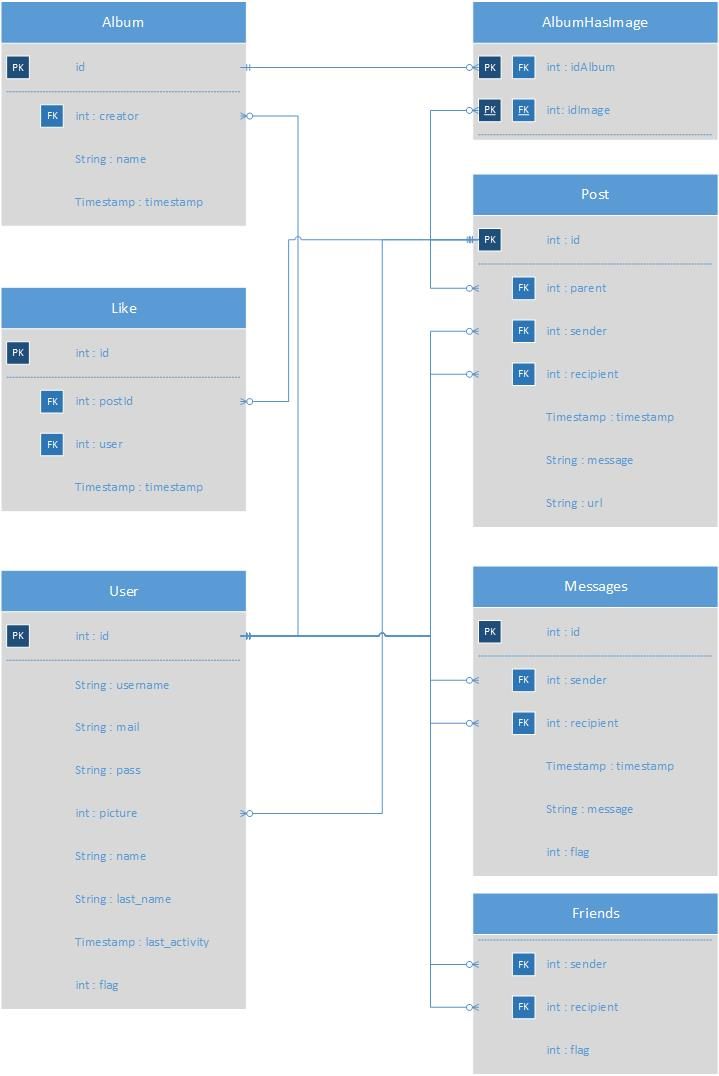 Album
PK id
FK int : creator
String : name
Timestamp : timestamp
Like
PK int : id
FK int : postId
FK int : user
Timestamp : timestamp
User
PK int : id
String : username
String : mail
String : pass
int : picture
String : name
String : last_name
Timestamp : last_activity
int : flag
AlbumHasImage
PK FK int : idAlbum
PK FK int: idImage
Post
PK int : id
FK int : parent
FK int : sender
FK int : recipient
Timestamp : timestamp
String : message
String : url
Messages
PK int : id
FK int : sender
FK int : recipient
Timestamp : timestamp
String : message
int : flag
Friends
FK int : sender
FK int : recipient
int : flag